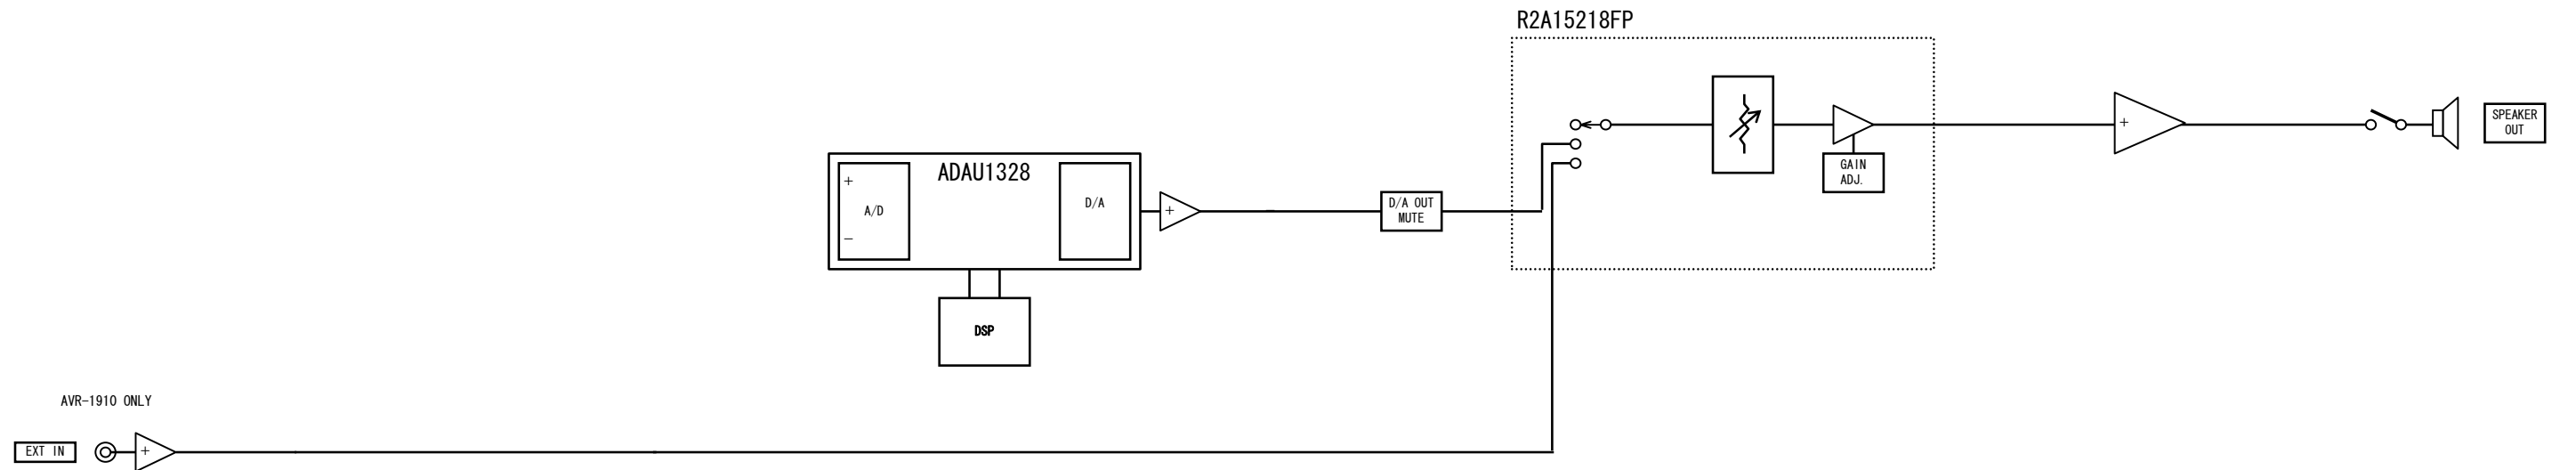 R2A15218FP
SPEAKER
OUT
GAIN
ADJ.
+
ADAU1328
+
A/D
-
D/A
+
D/A OUT
MUTE
DSP
AVR-1910 ONLY
EXT IN
+